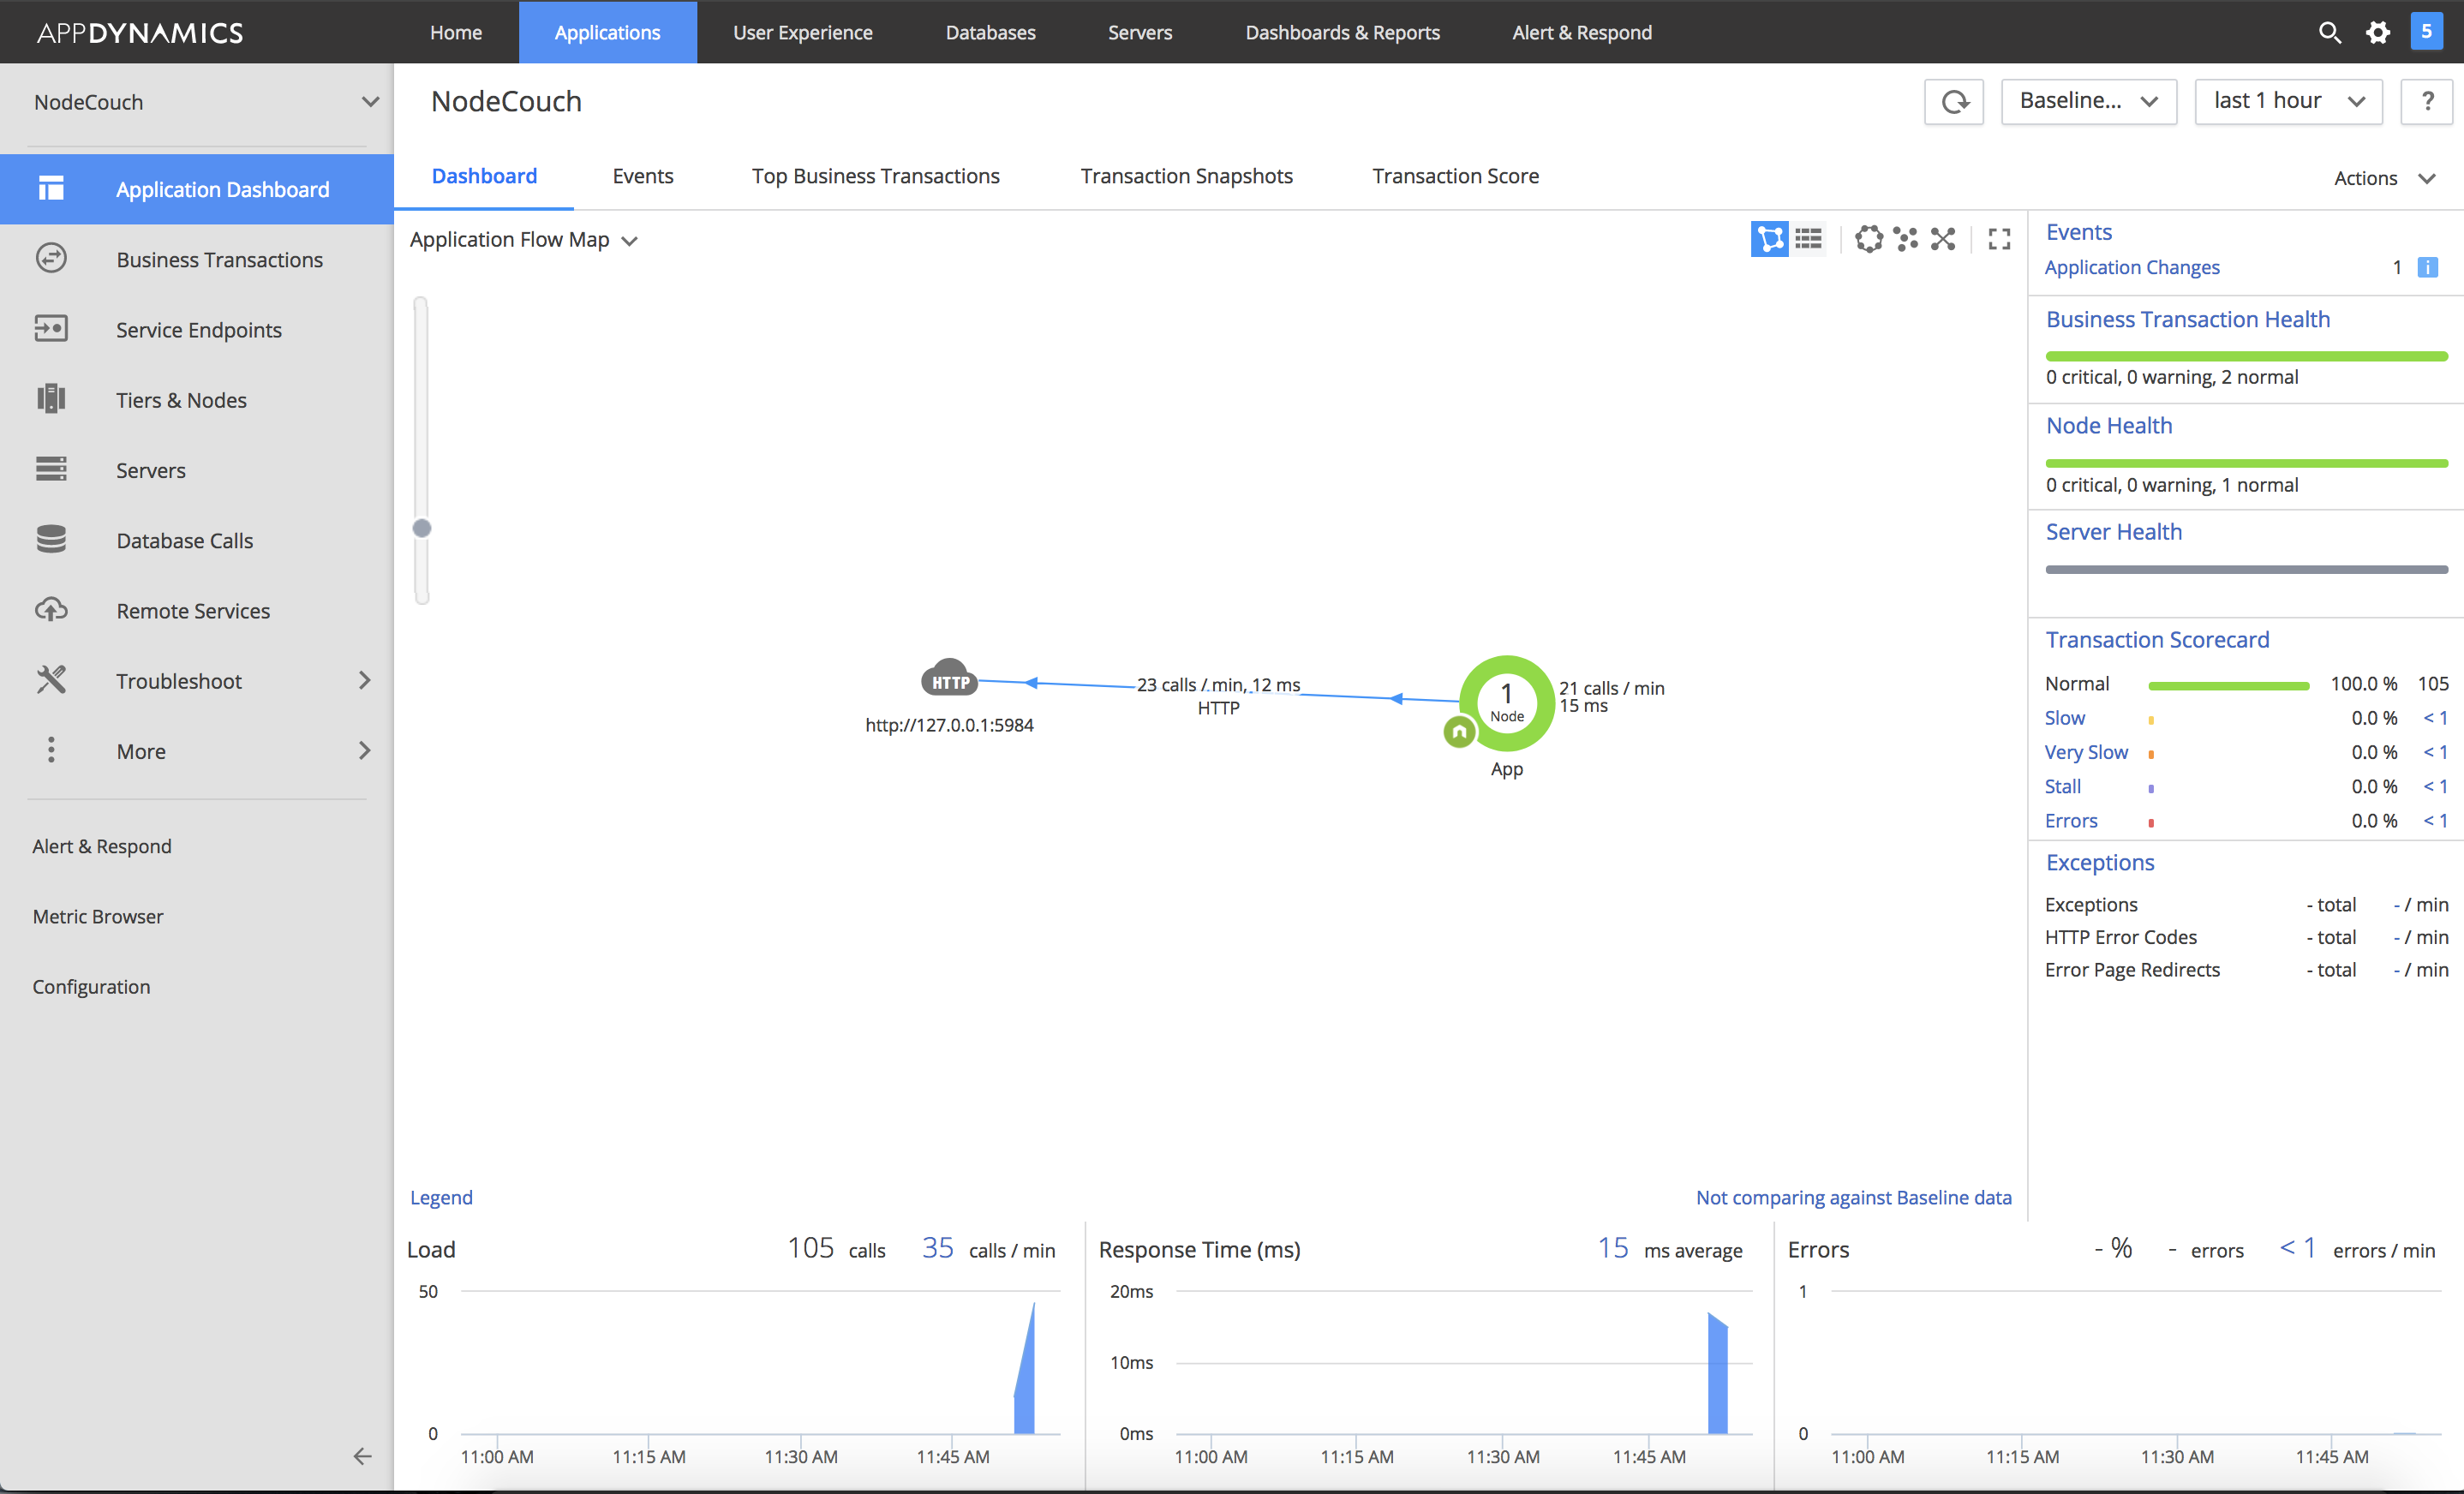 APPDYNAMICS
Home Applications User Experience Databases Servers Dashboards & Reports Alert & Respond 5
NodeCouch
Application Dashboard
Business Transactions
Service Endpoints
Tiers & Nodes
Servers
Database Calls
Remote Services
Troubleshoot
More
Alert & Respond
Metric Browser
Configuration
NodeCouch
Baseline... last 1 hour ?
Dashboard Events Top Business Transactions Transaction Snapshots Transaction Score Actions
Application Flow Map
HTTP
http://127.0.0.1:5984
23 calls / min, 12 ms
HTTP
1
Node
App
21 calls / min
15 ms
Legend
Not comparing against Baseline data
Events
Application Changes 1 i
Business Transaction Health
0 critical, 0 warning, 2 normal
Node Health
0 critical, 0 warning, 1 normal
Server Health
Transaction Scorecard
Normal 100.0 % 105
Slow 0.0 % < 1
Very Slow 0.0 % < 1
Stall 0.0 % < 1
Errors 0.0 % < 1
Exceptions
Exceptions - total - / min
HTTP Error Codes - total - / min
Error Page Redirects - total - / min
Load 105 calls 35 calls / min
50
0
11:00 AM 11:15 AM 11:30 AM 11:45 AM
Response Time (ms) 15 ms average
20ms
10ms
0ms
11:00 AM 11:15 AM 11:30 AM 11:45 AM
Errors - % - errors < 1 errors / min
1
0
11:00 AM 11:15 AM 11:30 AM 11:45 AM